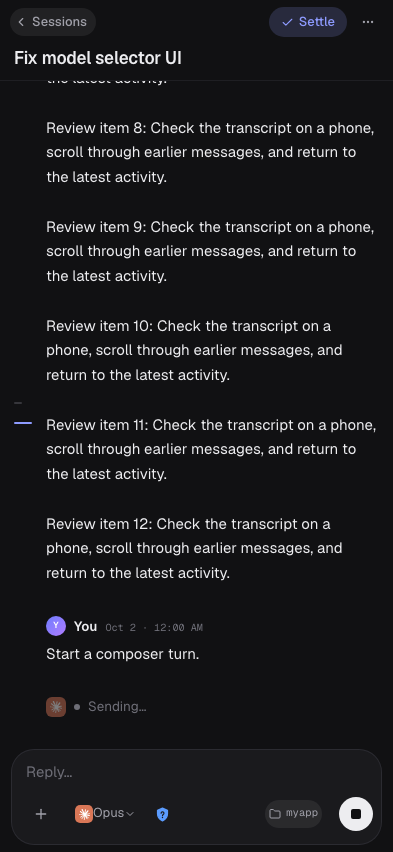 Sessions
Settle
Fix model selector UI
the latest activity.
Review item 8: Check the transcript on a phone,
scroll through earlier messages, and return to
the latest activity.
Review item 9: Check the transcript on a phone,
scroll through earlier messages, and return to
the latest activity.
Review item 10: Check the transcript on a
phone, scroll through earlier messages, and
return to the latest activity.
Review item 11: Check the transcript on a phone,
scroll through earlier messages, and return to
the latest activity.
Review item 12: Check the transcript on a
phone, scroll through earlier messages, and
return to the latest activity.
Y You Oct 2 · 12:00 AM
Start a composer turn.
Sending…
Reply…
Opus
myapp